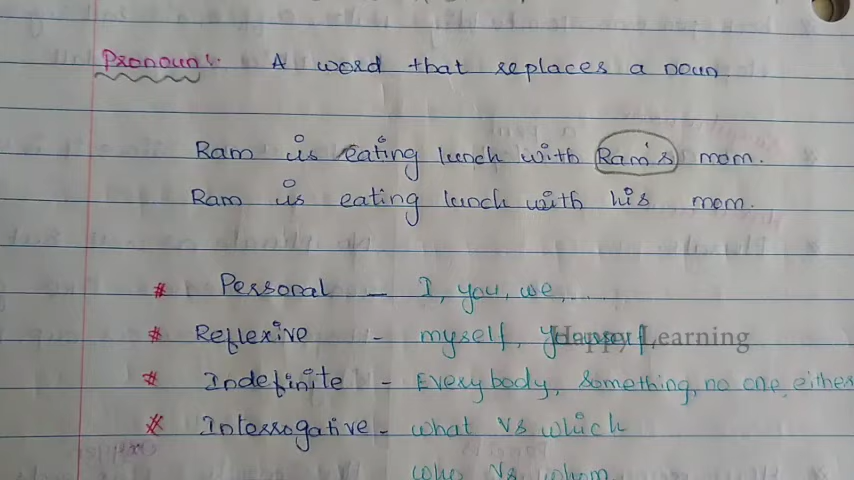 Pronoun :. A word that replaces a noun
Ram is eating lunch with Ram's mom.
Ram is eating lunch with his mom.
* Personal - I, you, we, ....
* Reflexive - myself, yourself
Happy Learning
* Indefinite - Everybody, something, no one, either
* Interrogative - what Vs which
who Vs whom